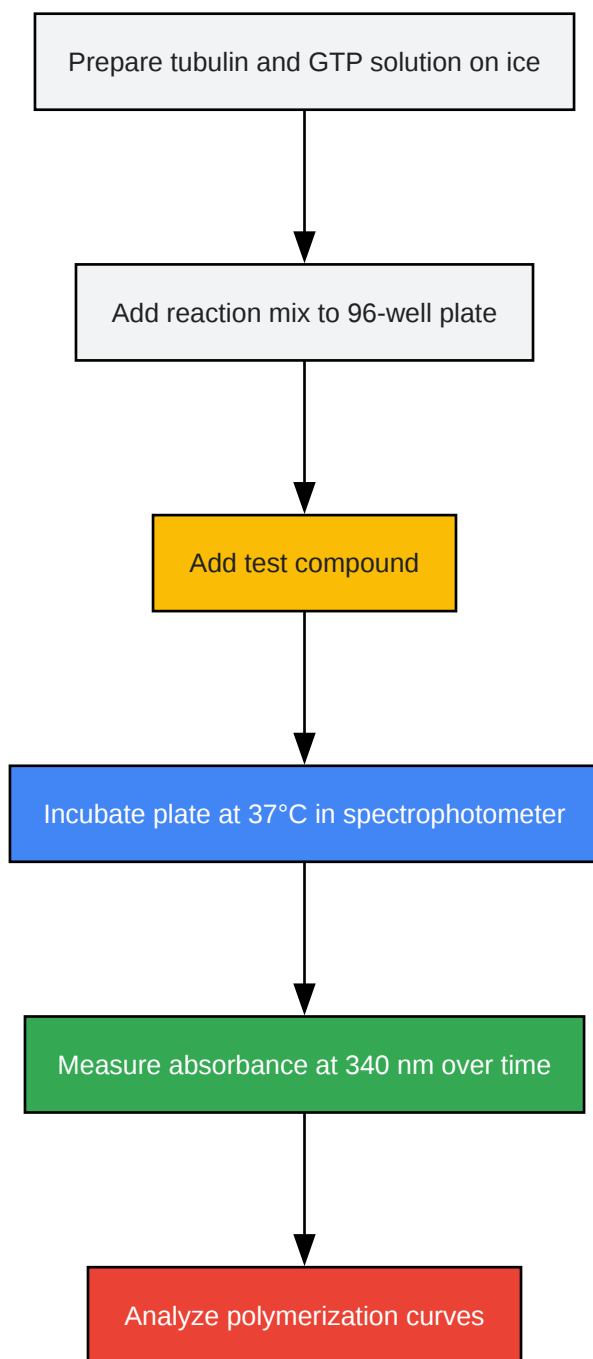 Prepare tubulin and GTP solution on ice
Add reaction mix to 96-well plate
Add test compound
Incubate plate at 37°C in spectrophotometer
Measure absorbance at 340 nm over time
Analyze polymerization curves